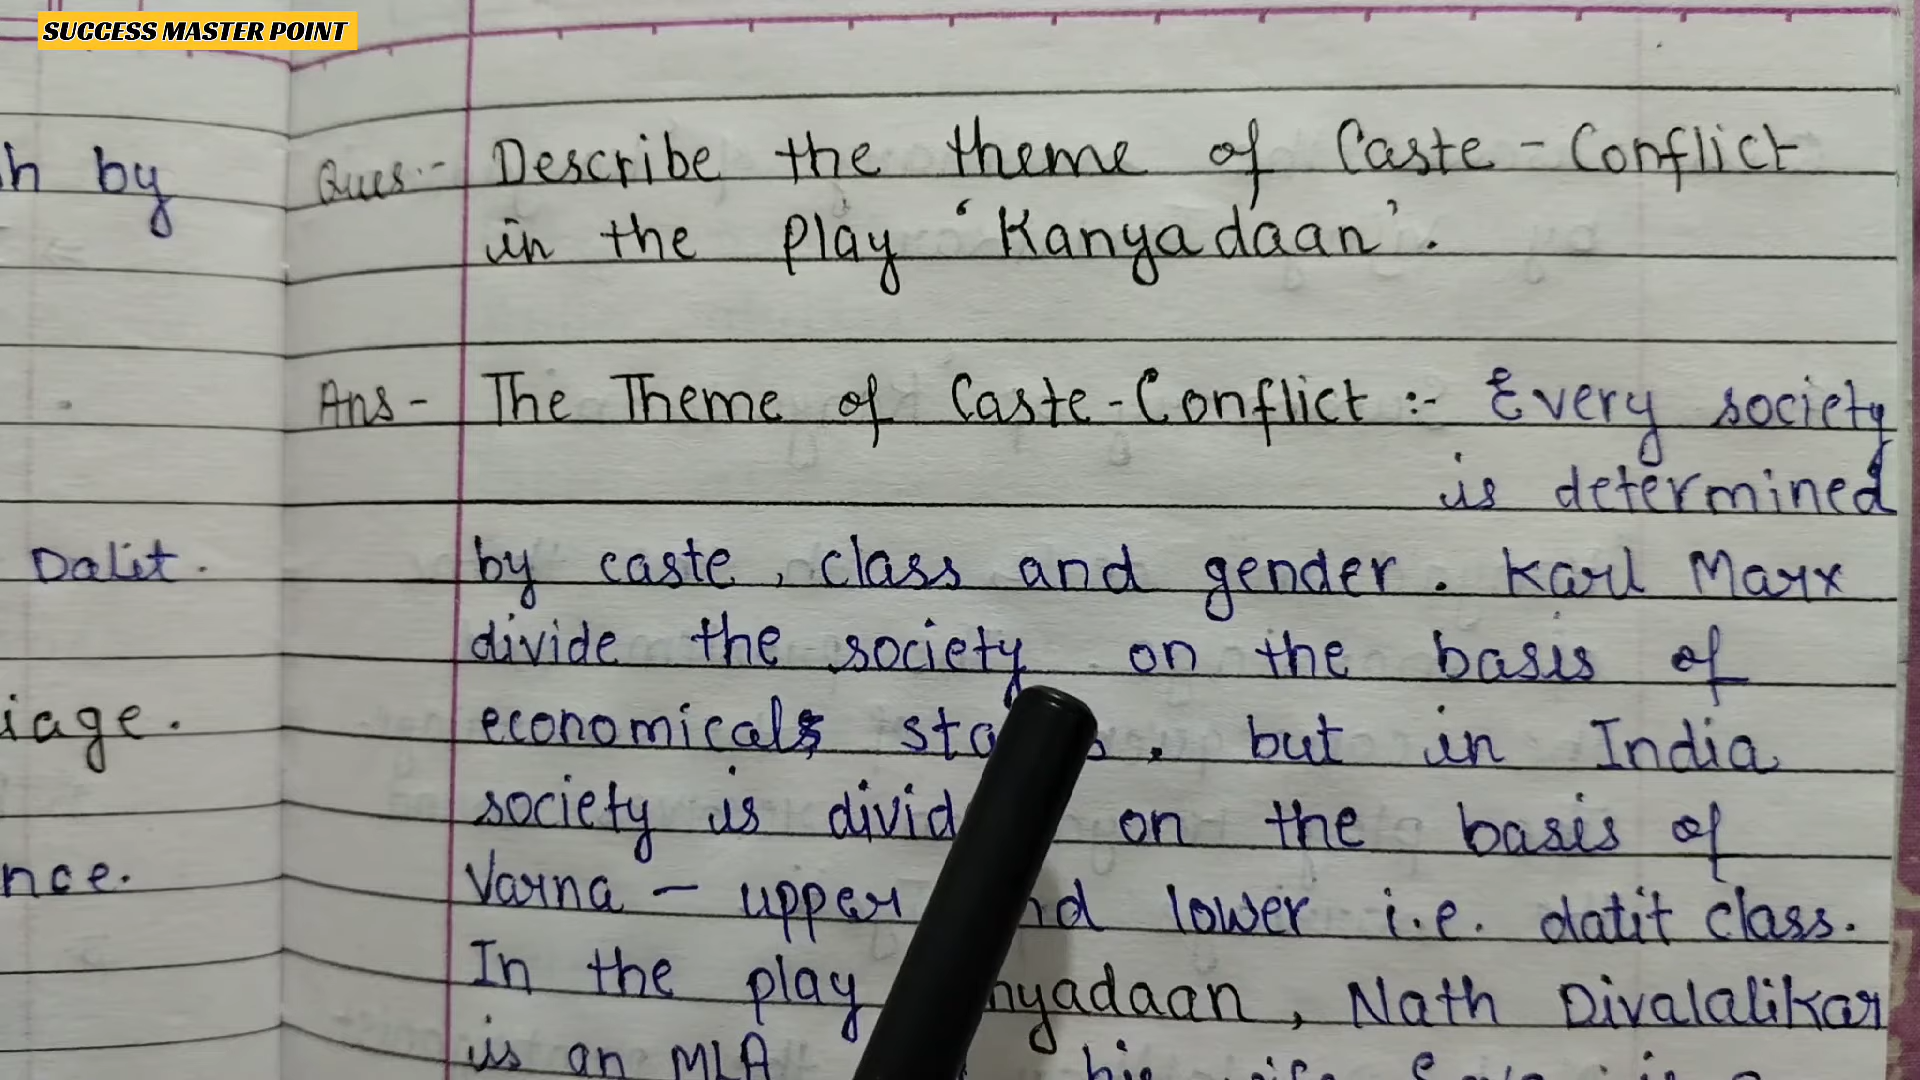 SUCCESS MASTER POINT
h by
Dalit.
iage.
nce.
Ques:- Describe the theme of Caste-Conflict
in the play 'Kanyadaan'.
Ans- The Theme of Caste-Conflict :- Every society
is determined
by caste, class and gender. Karl Marx
divide the society on the basis of
economicals but in India
society is divid on the basis of
Varna - upper nd lower i.e. datit class.
In the play nyadaan, Nath Divalalikar
is an MLA